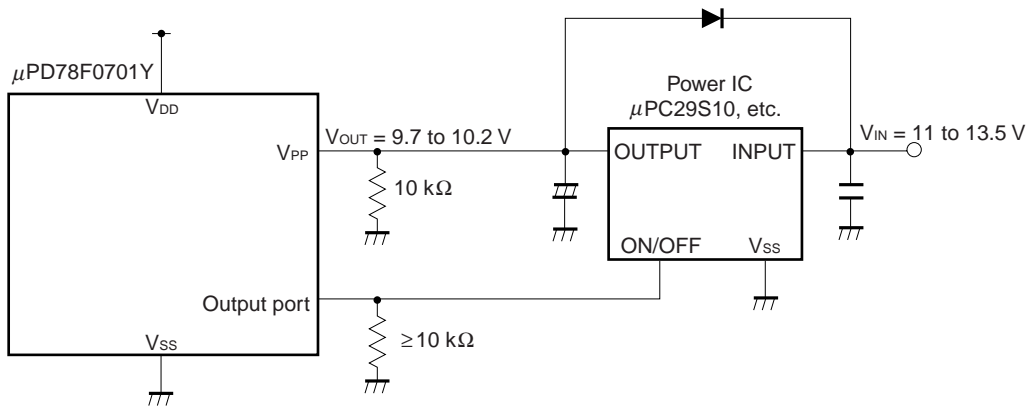 μPD78F0701Y
VDD
Power IC
μPC29S10, etc.
VPP
VOUT = 9.7 to 10.2 V
OUTPUT
INPUT
VIN = 11 to 13.5 V
10 kΩ
ON/OFF
VSS
Output port
≥10 kΩ
VSS